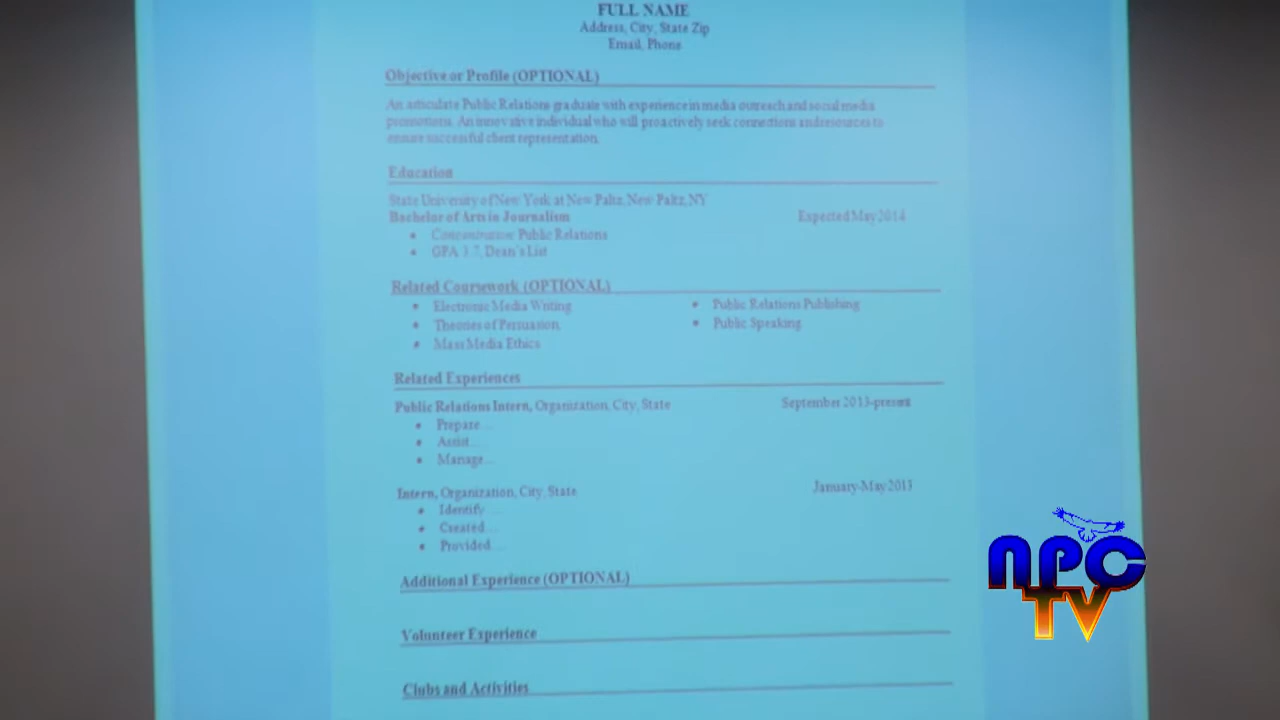 FULL NAME
Address, City, State Zip
Email, Phone
Objective or Profile (OPTIONAL)
An articulate Public Relations graduate with experience in media outreach and social media
promotions. An innovative individual who will proactively seek connections and resources to
ensure successful client representation.
Education
State University of New York at New Paltz, New Paltz, NY
Bachelor of Arts in Journalism Expected May 2014
• Concentration: Public Relations
• GPA 3.7, Dean's List
Related Coursework (OPTIONAL)
• Electronic Media Writing • Public Relations Publishing
• Theories of Persuasion • Public Speaking
• Mass Media Ethics
Related Experiences
Public Relations Intern, Organization, City, State September 2013-present
• Prepare...
• Assist...
• Manage...
Intern, Organization, City, State January-May 2013
• Identify...
• Created...
• Provided...
Additional Experience (OPTIONAL)
Volunteer Experience
Clubs and Activities
NPC
TV